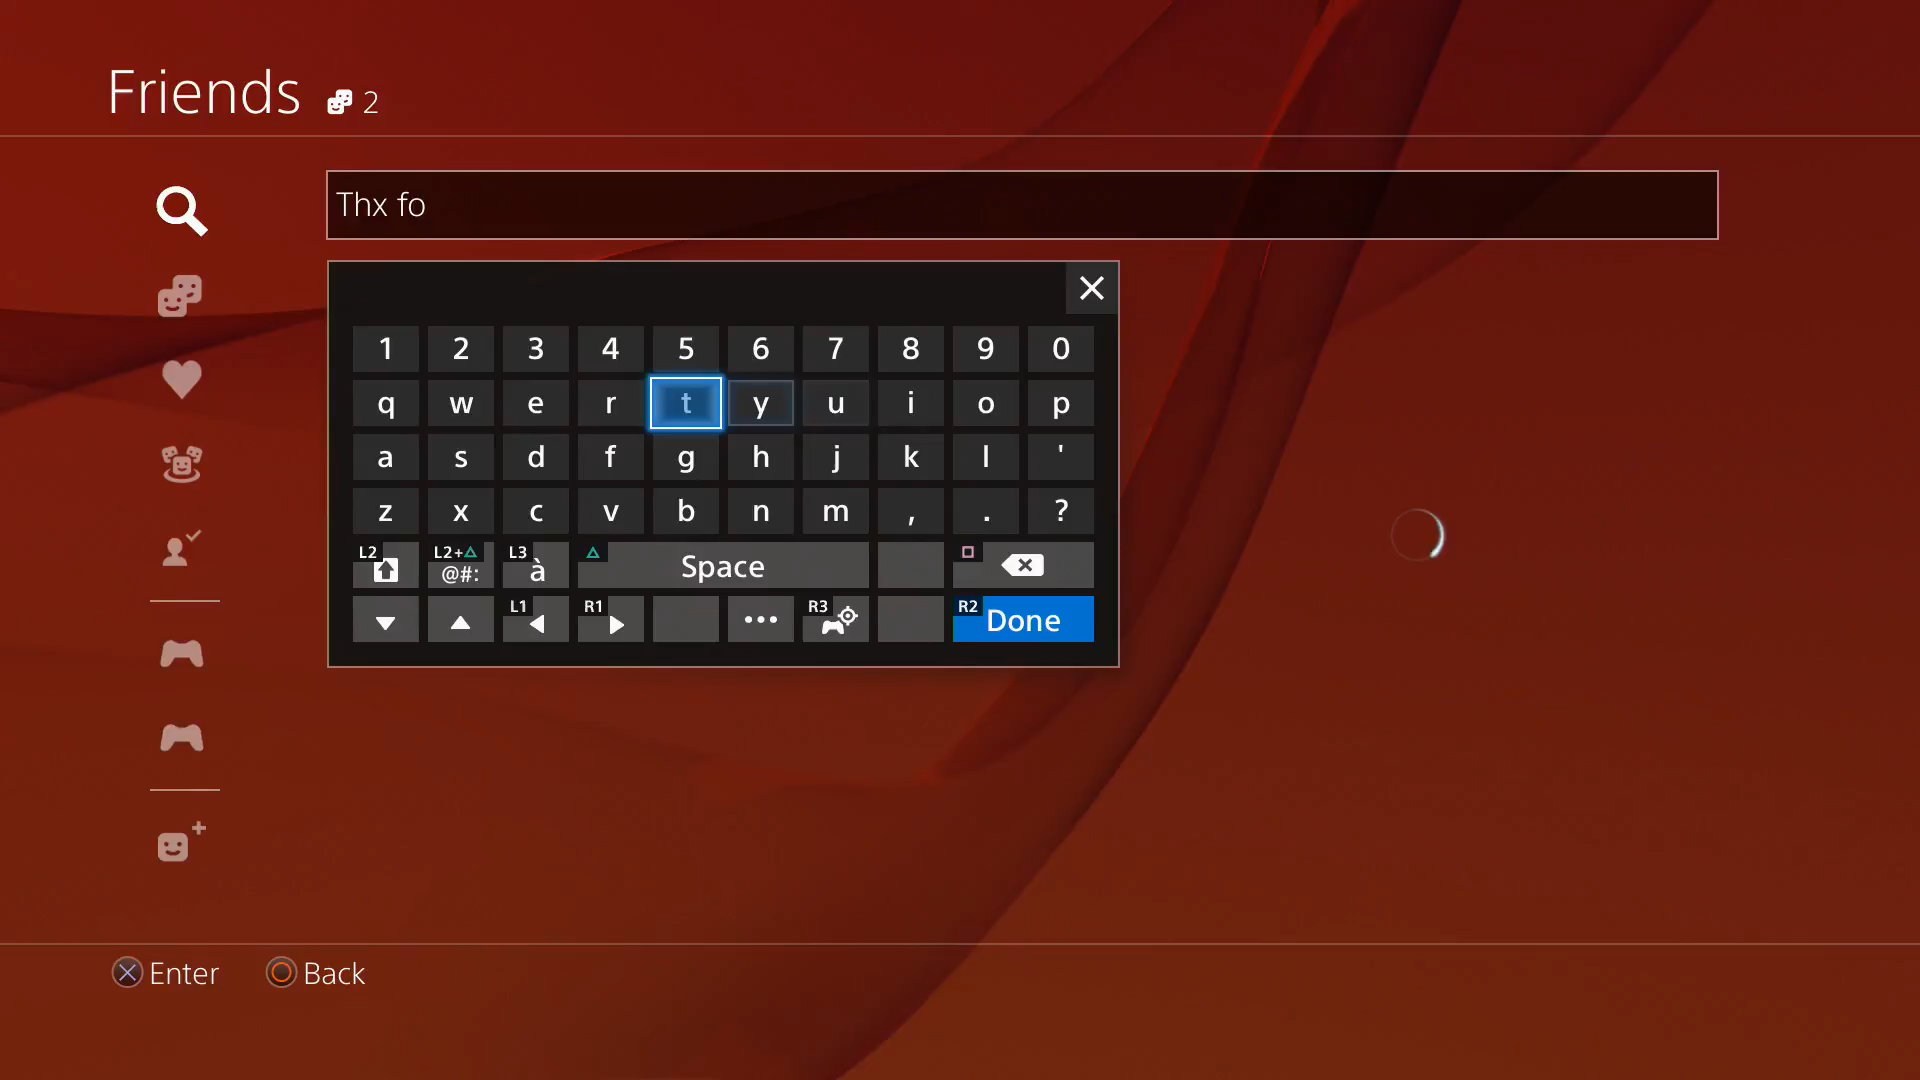 Friends 2
Thx fo
1 2 3 4 5 6 7 8 9 0
q w e r t y u i o p
a s d f g h j k l '
z x c v b n m , . ?
L2 L2+△ @#: L3 à △ Space □
L1 R1 ... R3 R2 Done
Enter Back